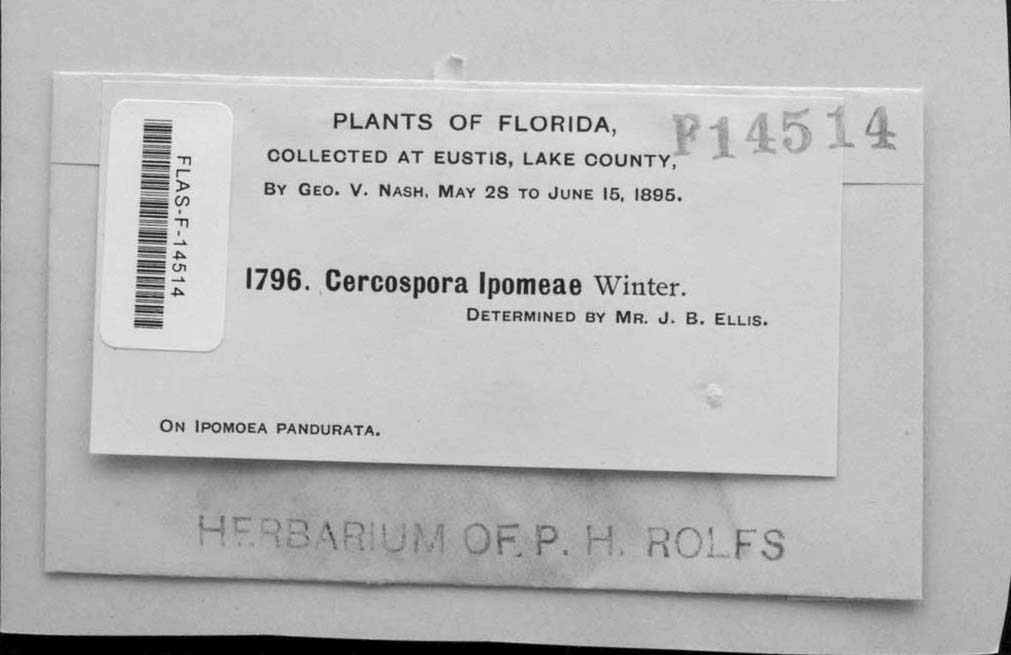 PLANTS OF FLORIDA,
F14514
COLLECTED AT EUSTIS, LAKE COUNTY,
BY GEO. V. NASH, MAY 28 TO JUNE 15, 1895.
FLAS-F-14514
1796. Cercospora Ipomeae Winter.
DETERMINED BY MR. J. B. ELLIS.
ON IPOMOEA PANDURATA.
HERBARIUM OF P. H. ROLFS